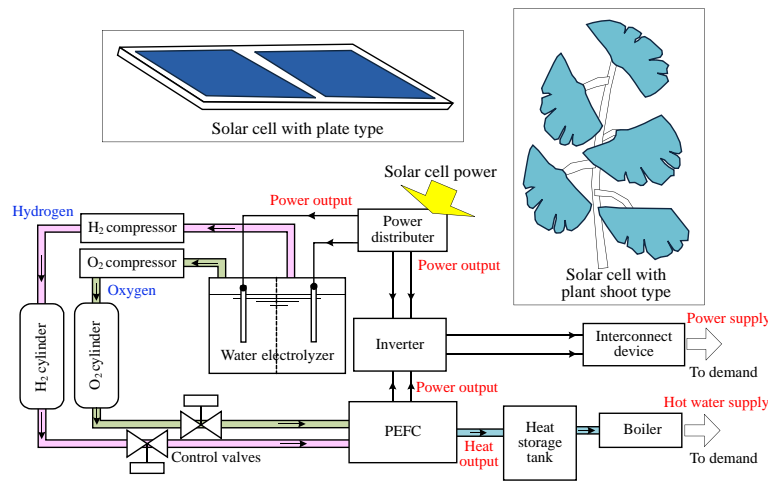 Solar cell with plate type
Solar cell with
plant shoot type
Solar cell power
Power output
Hydrogen
H2 compressor
Power
distributer
O2 compressor
Power output
Oxygen
H2 cylinder
O2 cylinder
Water electrolyzer
Inverter
Interconnect
device
Power supply
To demand
Power output
PEFC
Control valves
Heat
output
Heat
storage
tank
Boiler
Hot water supply
To demand